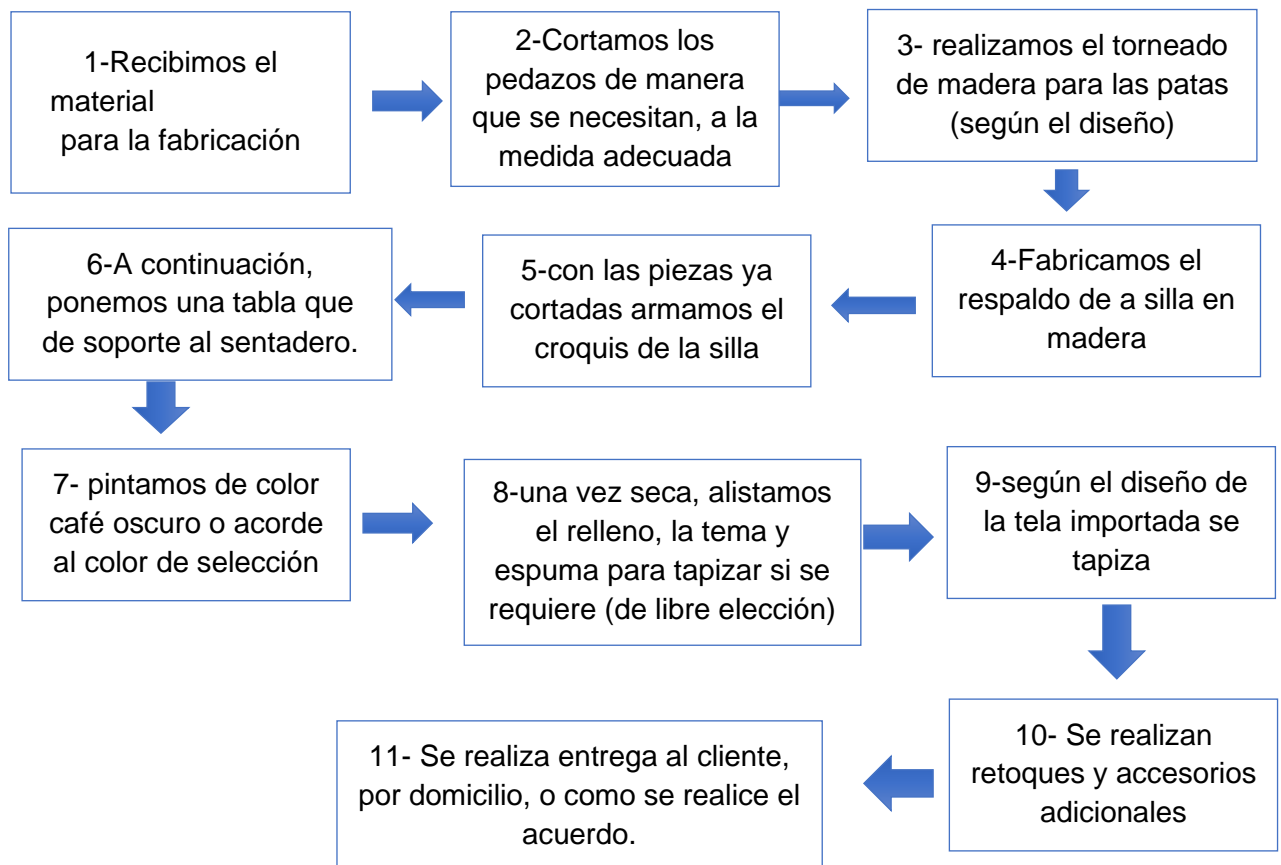 1-Recibimos el
material
para la fabricación
2-Cortamos los
pedazos de manera
que se necesitan, a la
medida adecuada
3- realizamos el torneado
de madera para las patas
(según el diseño)
4-Fabricamos el
respaldo de a silla en
madera
5-con las piezas ya
cortadas armamos el
croquis de la silla
6-A continuación,
ponemos una tabla que
de soporte al sentadero.
7- pintamos de color
café oscuro o acorde
al color de selección
8-una vez seca, alistamos
el relleno, la tema y
espuma para tapizar si se
requiere (de libre elección)
9-según el diseño de
la tela importada se
tapiza
10- Se realizan
retoques y accesorios
adicionales
11- Se realiza entrega al cliente,
por domicilio, o como se realice el
acuerdo.